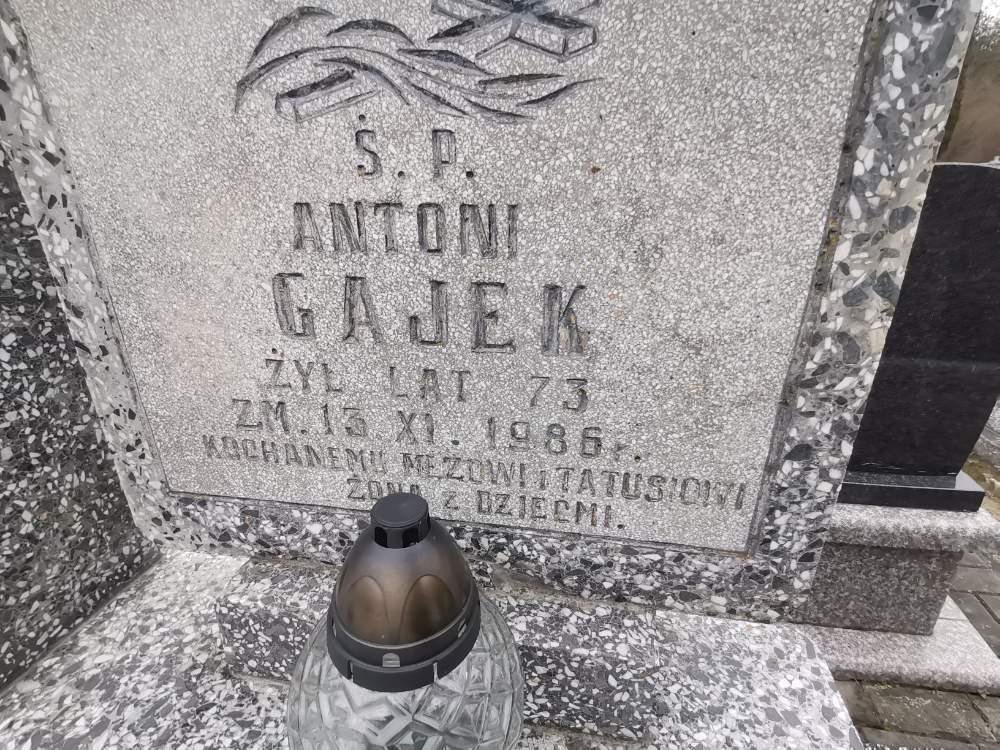 Ś. P.
ANTONI
GAJEK
ŻYŁ LAT 73
ZM. 13. XI. 1986 r.
KOCHANEMU MĘŻOWI i TATUSIOWI
ŻONA Z DZIEĆMI.